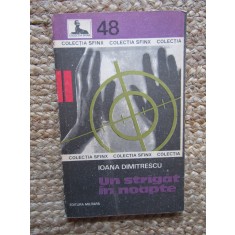 48
COLECȚIA SFINX COLECȚIA SFINX COLECȚIA
COLECȚIA SFINX COLECȚIA SFINX COLECȚIA
IOANA DIMITRESCU
Un strigăt
în noapte